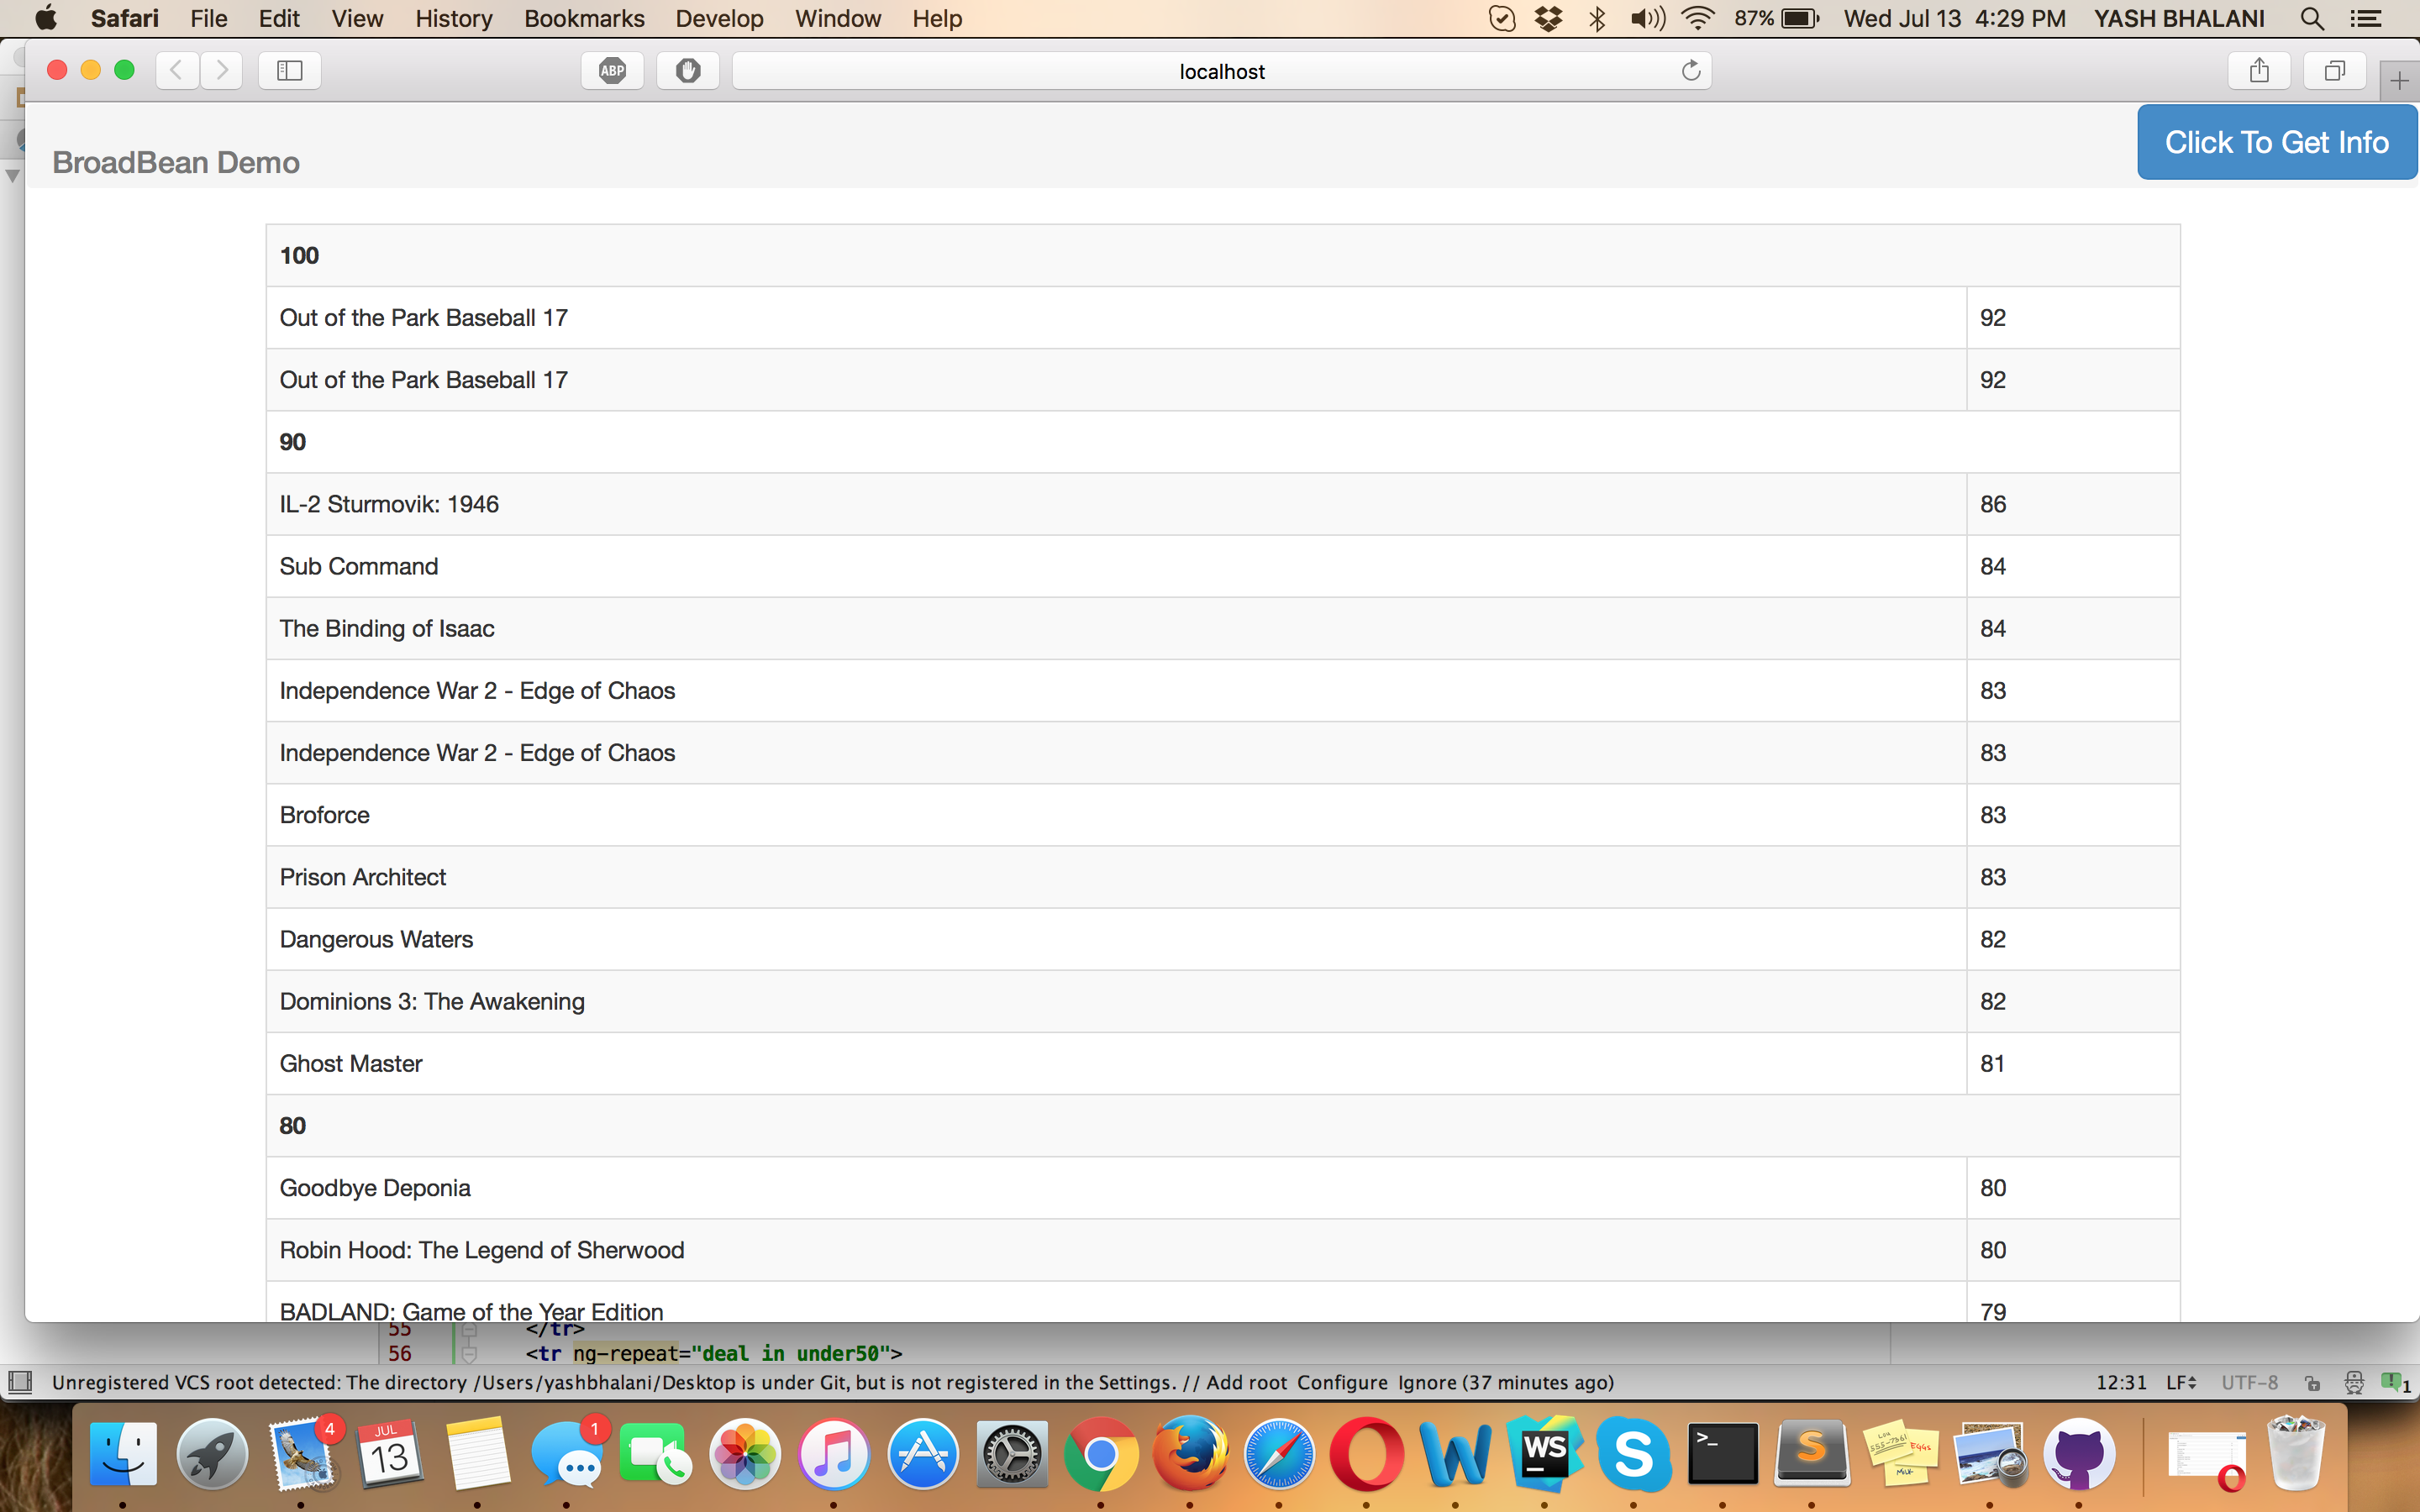 Safari File Edit View History Bookmarks Develop Window Help 87% Wed Jul 13 4:29 PM YASH BHALANI
ABP localhost
BroadBean Demo Click To Get Info
100
Out of the Park Baseball 17 92
Out of the Park Baseball 17 92
90
IL-2 Sturmovik: 1946 86
Sub Command 84
The Binding of Isaac 84
Independence War 2 - Edge of Chaos 83
Independence War 2 - Edge of Chaos 83
Broforce 83
Prison Architect 83
Dangerous Waters 82
Dominions 3: The Awakening 82
Ghost Master 81
80
Goodbye Deponia 80
Robin Hood: The Legend of Sherwood 80
BADLAND: Game of the Year Edition 79
55 </tr>
56 <tr ng-repeat="deal in under50">
Unregistered VCS root detected: The directory /Users/yashbhalani/Desktop is under Git, but is not registered in the Settings. // Add root Configure Ignore (37 minutes ago) 12:31 LF UTF-8 1
4 JUL 13 1 WS S >_ S